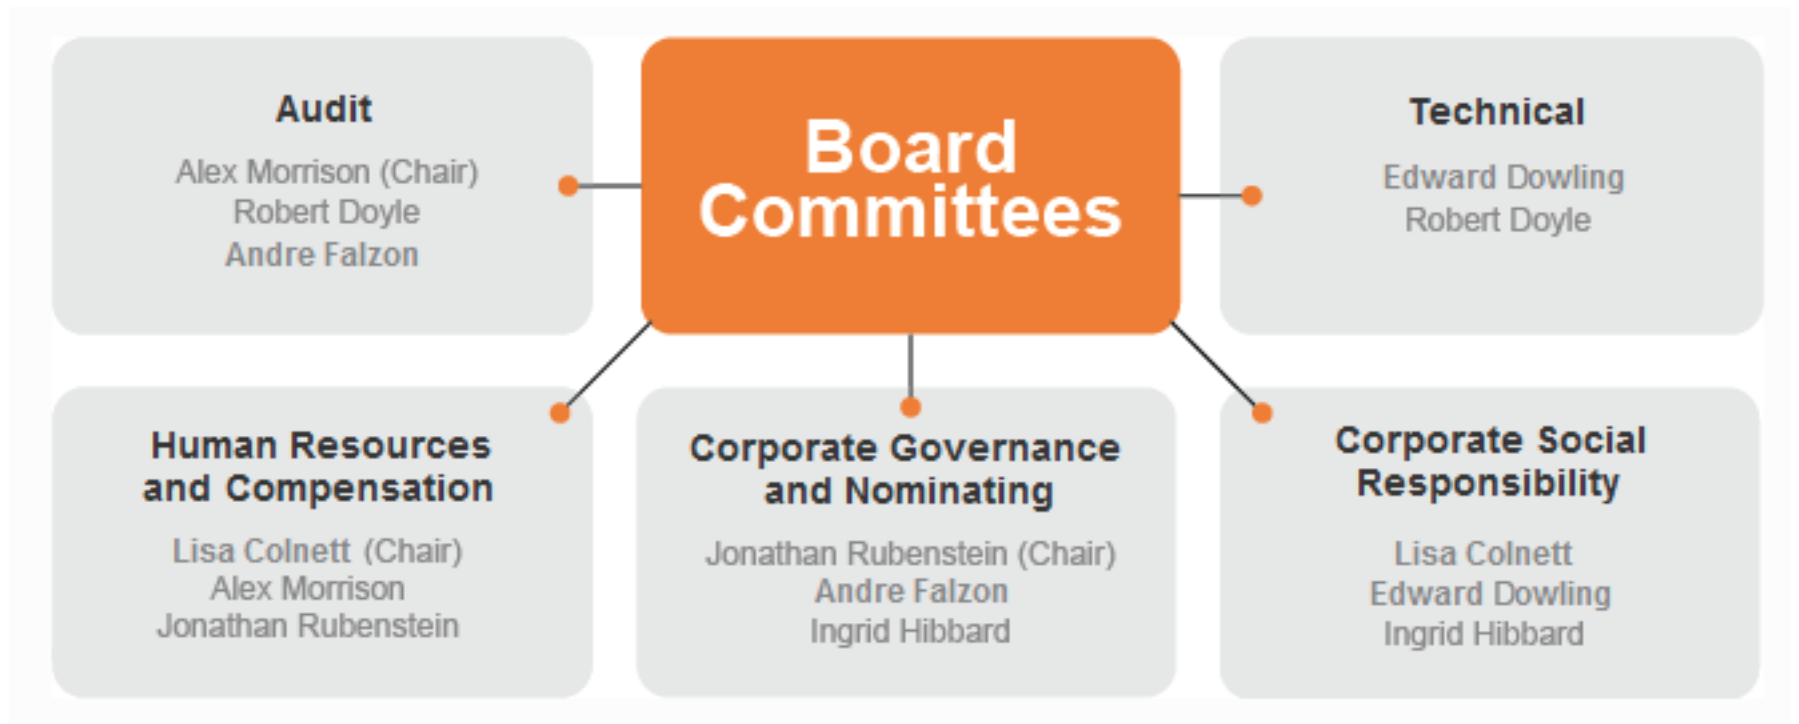 Audit
Alex Morrison (Chair)
Robert Doyle
Andre Falzon
Board
Committees
Technical
Edward Dowling
Robert Doyle
Human Resources
and Compensation
Lisa Colnett (Chair)
Alex Morrison
Jonathan Rubenstein
Corporate Governance
and Nominating
Jonathan Rubenstein (Chair)
Andre Falzon
Ingrid Hibbard
Corporate Social
Responsibility
Lisa Colnett
Edward Dowling
Ingrid Hibbard